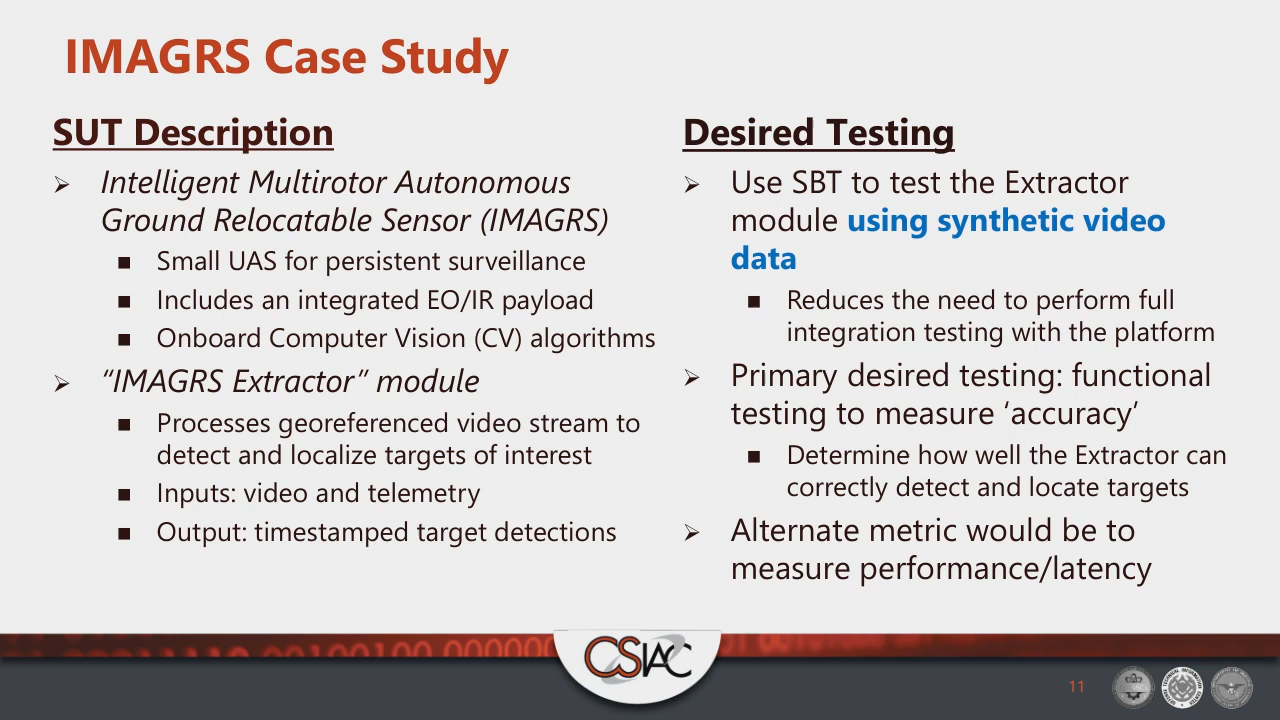 IMAGRS Case Study
SUT Description
Intelligent Multirotor Autonomous
Ground Relocatable Sensor (IMAGRS)
Small UAS for persistent surveillance
Includes an integrated EO/IR payload
Onboard Computer Vision (CV) algorithms
“IMAGRS Extractor” module
Processes georeferenced video stream to
detect and localize targets of interest
Inputs: video and telemetry
Output: timestamped target detections
Desired Testing
Use SBT to test the Extractor
module using synthetic video
data
Reduces the need to perform full
integration testing with the platform
Primary desired testing: functional
testing to measure ‘accuracy’
Determine how well the Extractor can
correctly detect and locate targets
Alternate metric would be to
measure performance/latency
CSIAC
11